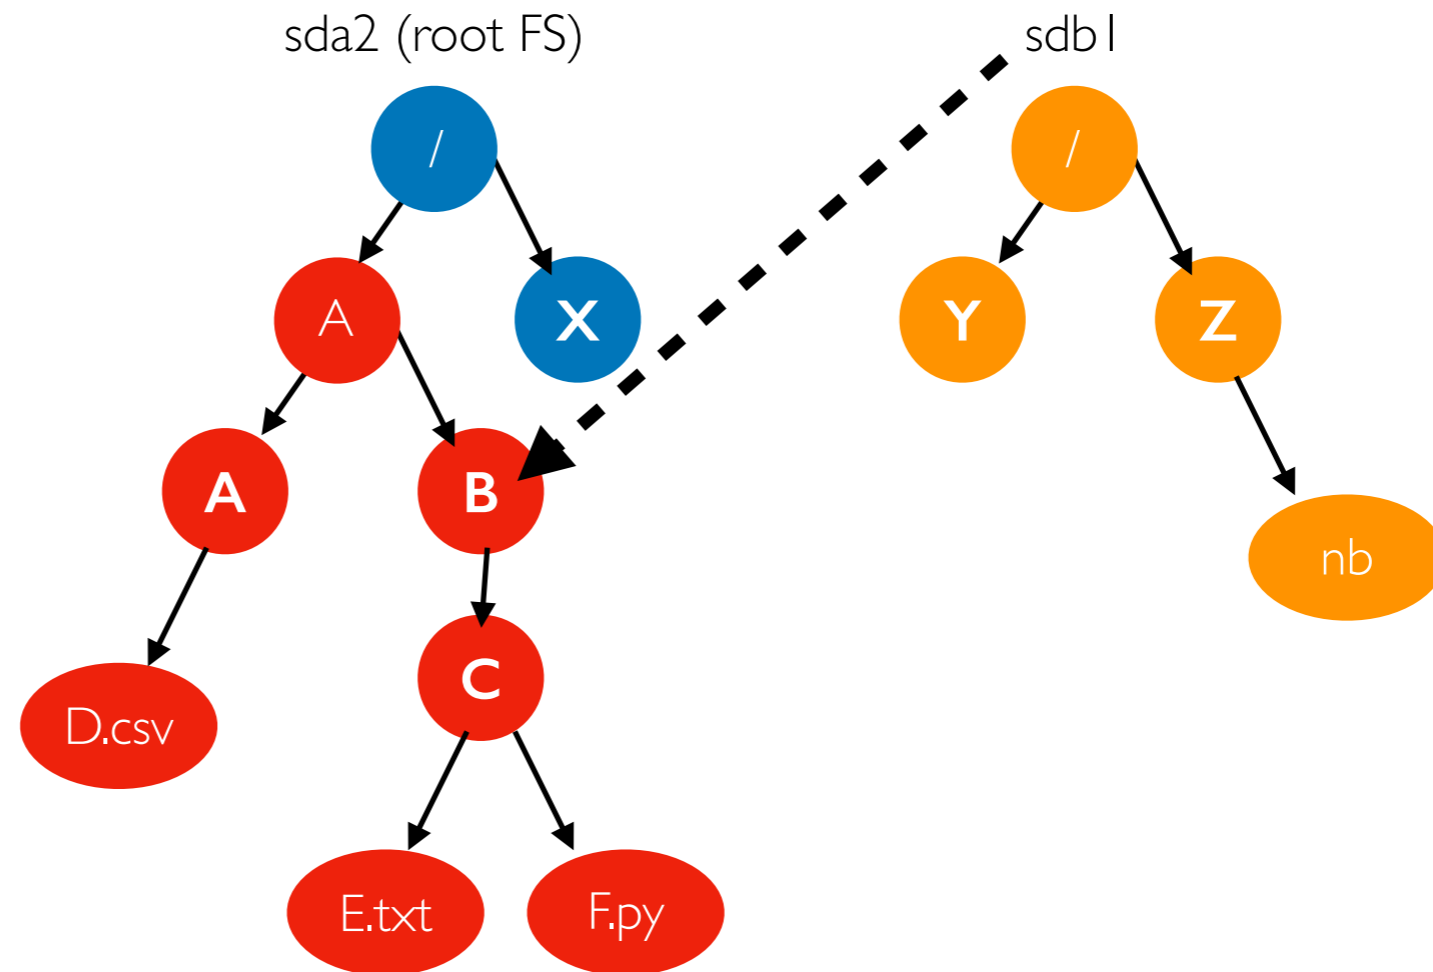 sda2 (root FS)
sdb1
/
/
A
X
Y
Z
A
B
nb
C
D.csv
E.txt
F.py